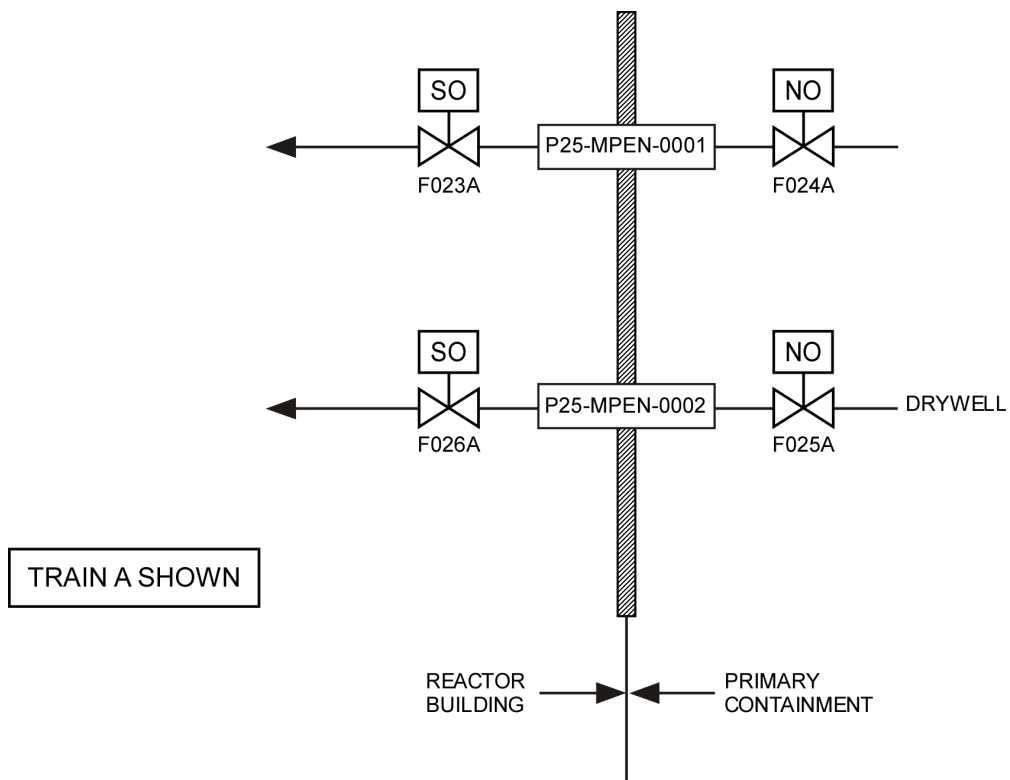 SO
NO
P25-MPEN-0001
F023A
F024A
SO
NO
P25-MPEN-0002
DRYWELL
F026A
F025A
TRAIN A SHOWN
REACTOR
BUILDING
PRIMARY
CONTAINMENT